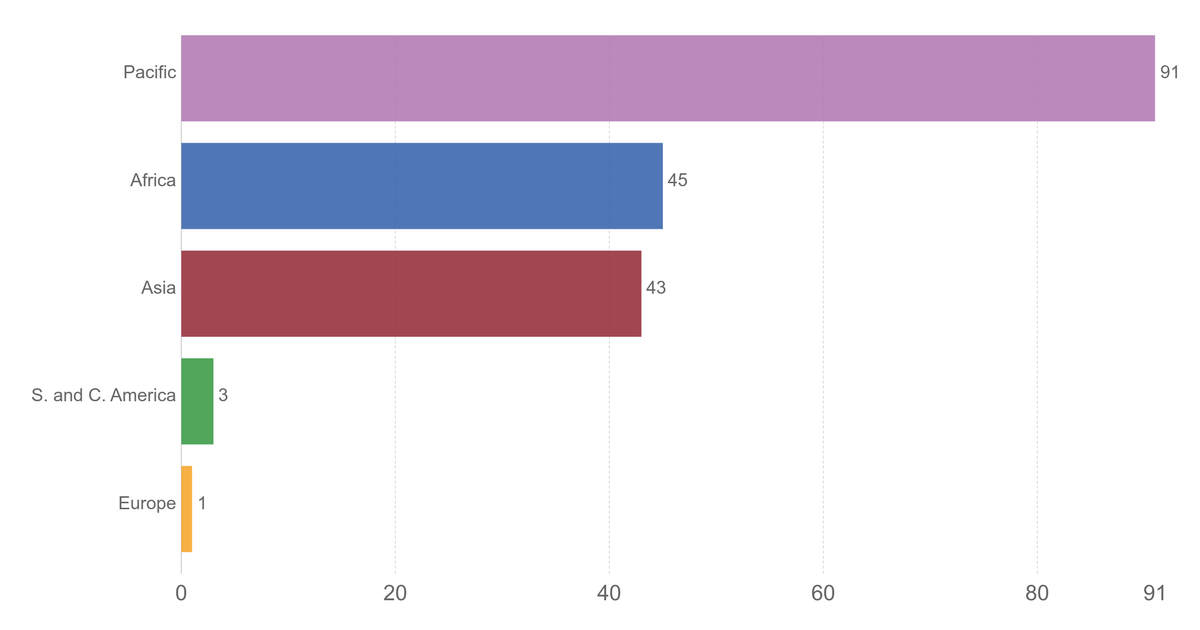 Pacific 91
Africa 45
Asia 43
S. and C. America 3
Europe 1
0 20 40 60 80 91